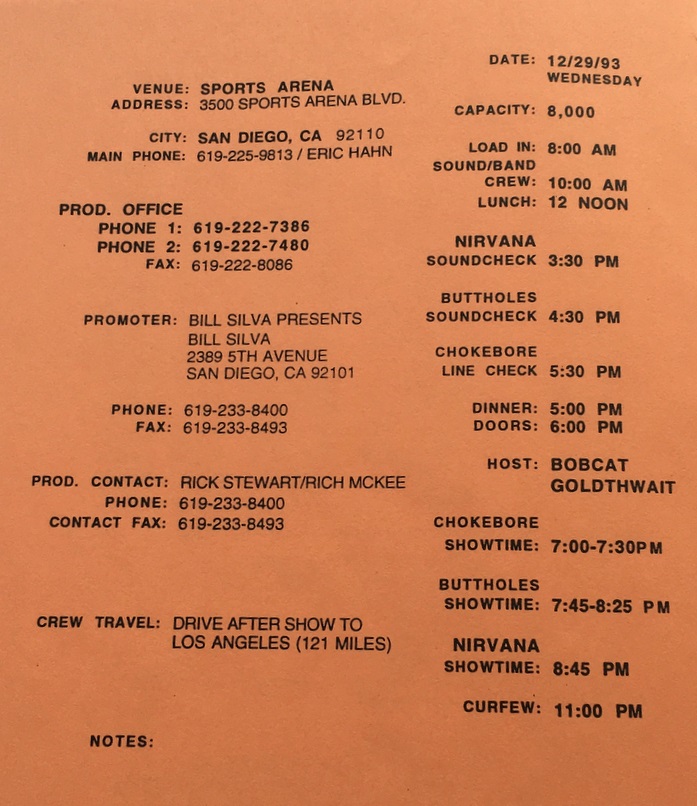 VENUE: SPORTS ARENA
ADDRESS: 3500 SPORTS ARENA BLVD.
CITY: SAN DIEGO, CA 92110
MAIN PHONE: 619-225-9813 / ERIC HAHN
PROD. OFFICE
PHONE 1: 619-222-7386
PHONE 2: 619-222-7480
FAX: 619-222-8086
PROMOTER: BILL SILVA PRESENTS
BILL SILVA
2389 5TH AVENUE
SAN DIEGO, CA 92101
PHONE: 619-233-8400
FAX: 619-233-8493
PROD. CONTACT: RICK STEWART/RICH MCKEE
PHONE: 619-233-8400
CONTACT FAX: 619-233-8493
CREW TRAVEL: DRIVE AFTER SHOW TO
LOS ANGELES (121 MILES)
NOTES:
DATE: 12/29/93
WEDNESDAY
CAPACITY: 8,000
LOAD IN: 8:00 AM
SOUND/BAND
CREW: 10:00 AM
LUNCH: 12 NOON
NIRVANA
SOUNDCHECK 3:30 PM
BUTTHOLES
SOUNDCHECK 4:30 PM
CHOKEBORE
LINE CHECK 5:30 PM
DINNER: 5:00 PM
DOORS: 6:00 PM
HOST: BOBCAT
GOLDTHWAIT
CHOKEBORE
SHOWTIME: 7:00-7:30PM
BUTTHOLES
SHOWTIME: 7:45-8:25 PM
NIRVANA
SHOWTIME: 8:45 PM
CURFEW: 11:00 PM